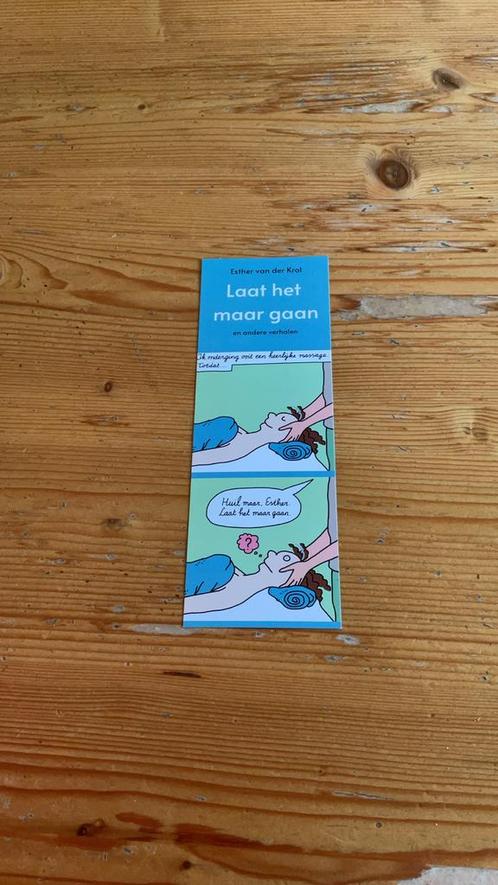 Esther van der Krol
Laat het
maar gaan
en andere verhalen
Ik onderging ooit een heerlijke massage.
Totdat...
Huil maar, Esther.
Laat het maar gaan.
?